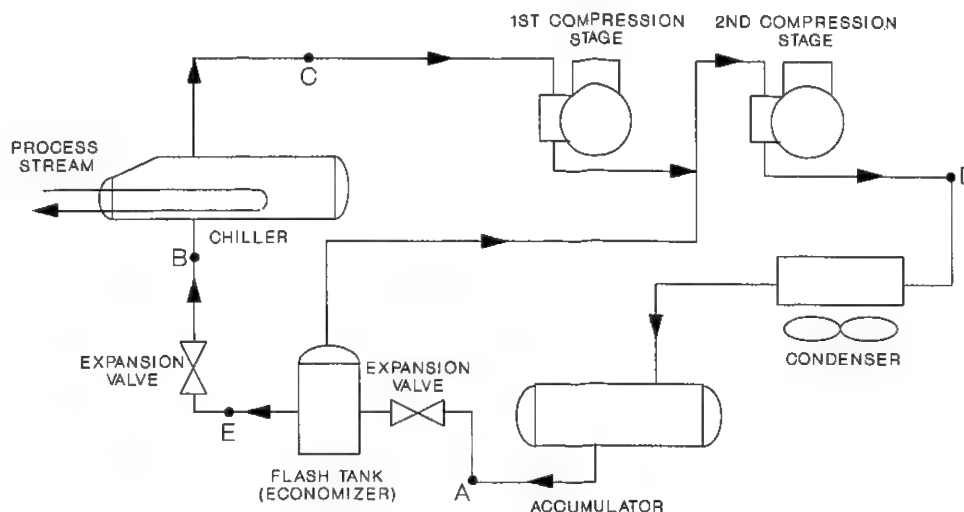 1ST COMPRESSION
STAGE
2ND COMPRESSION
STAGE
C
PROCESS
STREAM
D
CHILLER
B
EXPANSION
VALVE
EXPANSION
VALVE
CONDENSER
E
FLASH TANK
(ECONOMIZER)
A
ACCUMULATOR